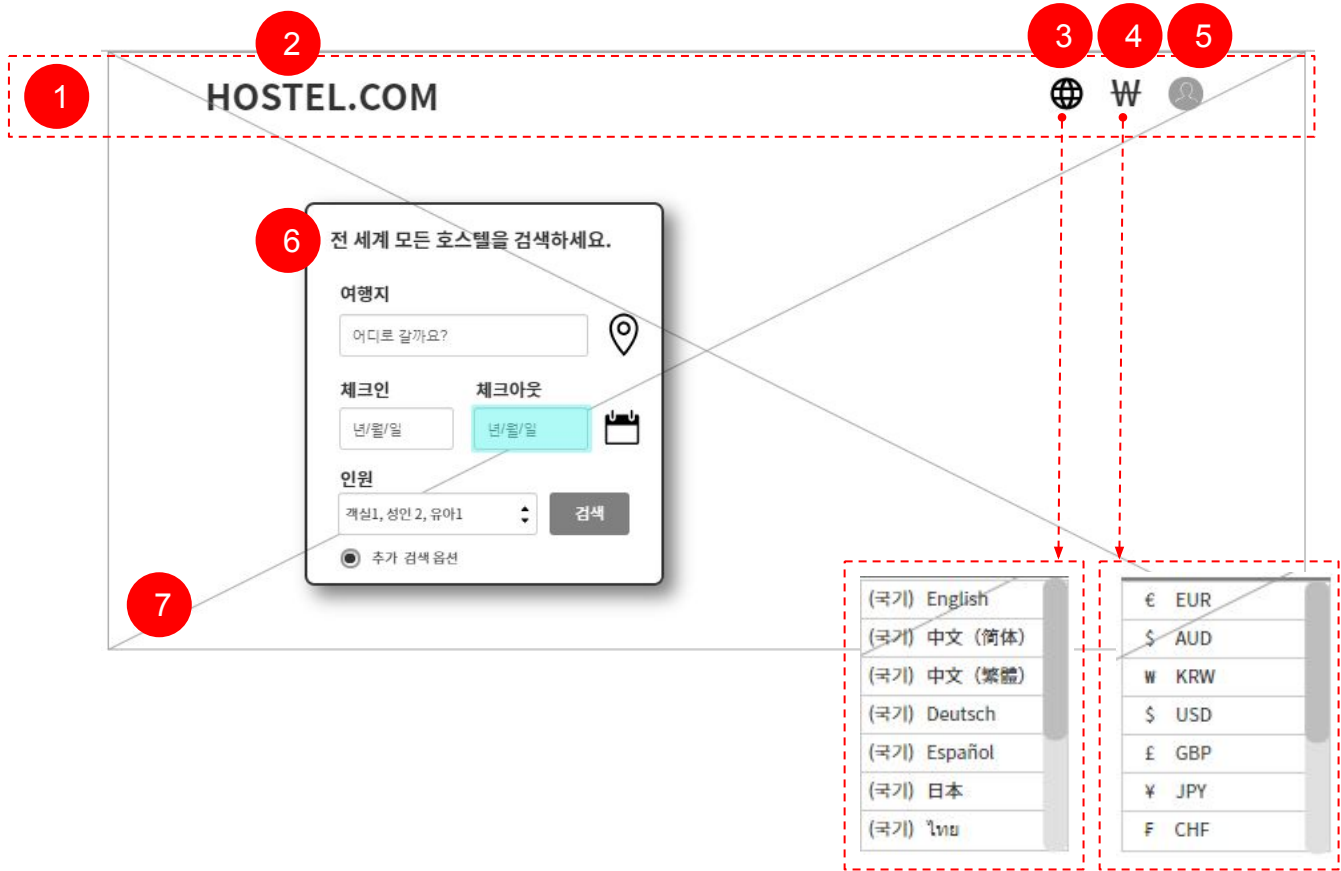 2
3
4
5
1
HOSTEL.COM
₩
6
전 세계 모든 호스텔을 검색하세요.
여행지
어디로 갈까요?
체크인
체크아웃
년/월/일
년/월/일
인원
객실1, 성인 2, 유아1
검색
추가 검색 옵션
7
(국기) English
(국기) 中文（简体）
(국기) 中文（繁體）
(국기) Deutsch
(국기) Español
(국기) 日本
(국기) ไทย
€ EUR
$ AUD
₩ KRW
$ USD
£ GBP
¥ JPY
₣ CHF